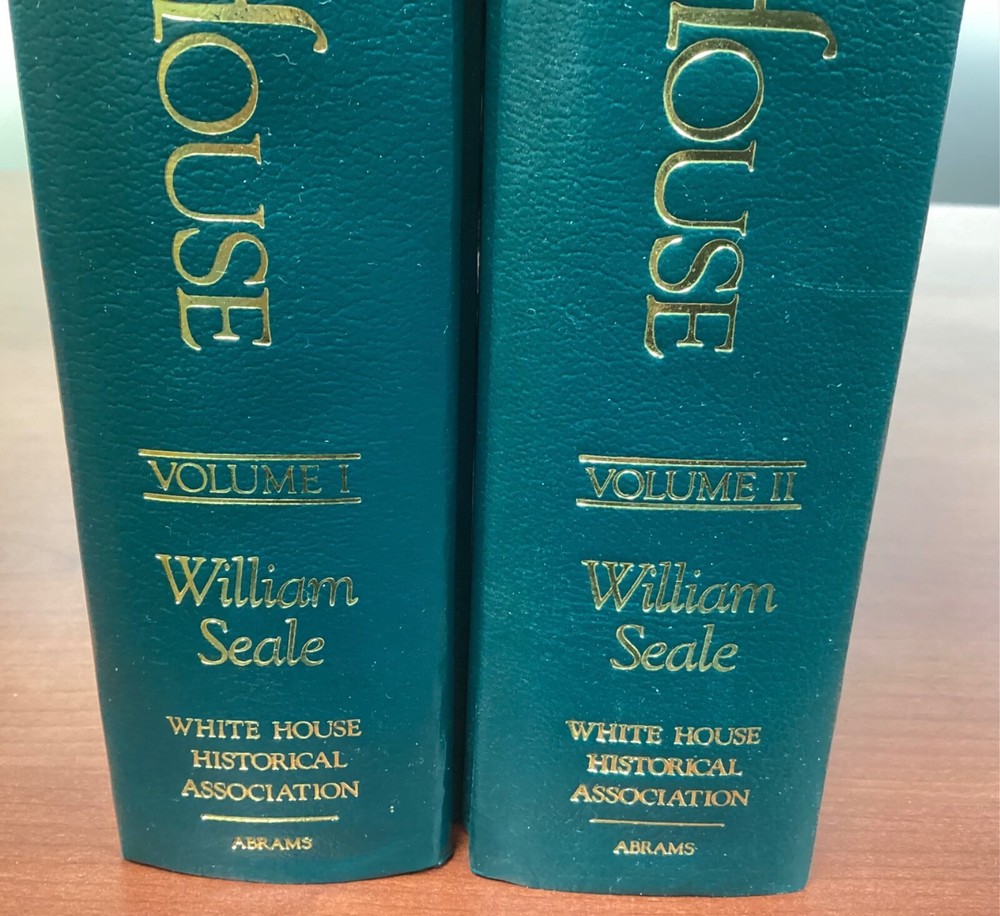 House
VOLUME I
William
Seale
WHITE HOUSE
HISTORICAL
ASSOCIATION
ABRAMS
House
VOLUME II
William
Seale
WHITE HOUSE
HISTORICAL
ASSOCIATION
ABRAMS